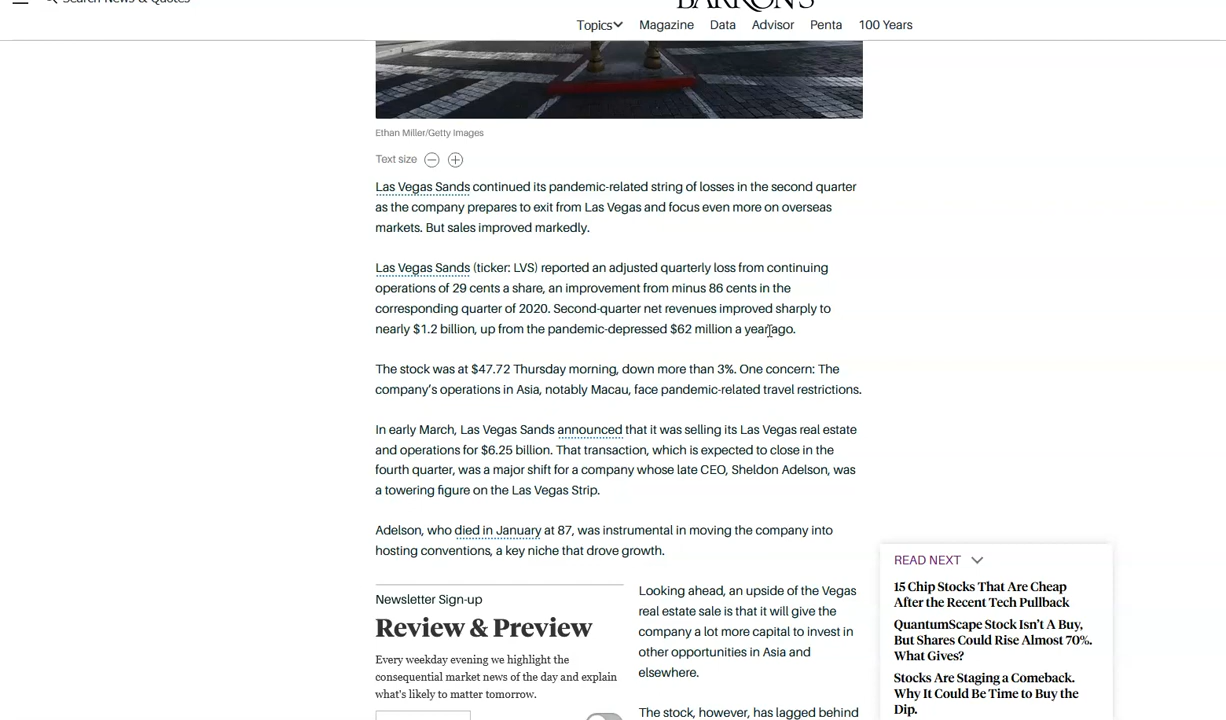 Search News & Quotes
BARRON'S
Topics Magazine Data Advisor Penta 100 Years
Ethan Miller/Getty Images
Text size
Las Vegas Sands continued its pandemic-related string of losses in the second quarter
as the company prepares to exit from Las Vegas and focus even more on overseas
markets. But sales improved markedly.
Las Vegas Sands (ticker: LVS) reported an adjusted quarterly loss from continuing
operations of 29 cents a share, an improvement from minus 86 cents in the
corresponding quarter of 2020. Second-quarter net revenues improved sharply to
nearly $1.2 billion, up from the pandemic-depressed $62 million a year ago.
The stock was at $47.72 Thursday morning, down more than 3%. One concern: The
company's operations in Asia, notably Macau, face pandemic-related travel restrictions.
In early March, Las Vegas Sands announced that it was selling its Las Vegas real estate
and operations for $6.25 billion. That transaction, which is expected to close in the
fourth quarter, was a major shift for a company whose late CEO, Sheldon Adelson, was
a towering figure on the Las Vegas Strip.
Adelson, who died in January at 87, was instrumental in moving the company into
hosting conventions, a key niche that drove growth.
Newsletter Sign-up
Review & Preview
Every weekday evening we highlight the
consequential market news of the day and explain
what's likely to matter tomorrow.
Looking ahead, an upside of the Vegas
real estate sale is that it will give the
company a lot more capital to invest in
other opportunities in Asia and
elsewhere.
The stock, however, has lagged behind
READ NEXT
15 Chip Stocks That Are Cheap
After the Recent Tech Pullback
QuantumScape Stock Isn't A Buy,
But Shares Could Rise Almost 70%.
What Gives?
Stocks Are Staging a Comeback.
Why It Could Be Time to Buy the
Dip.